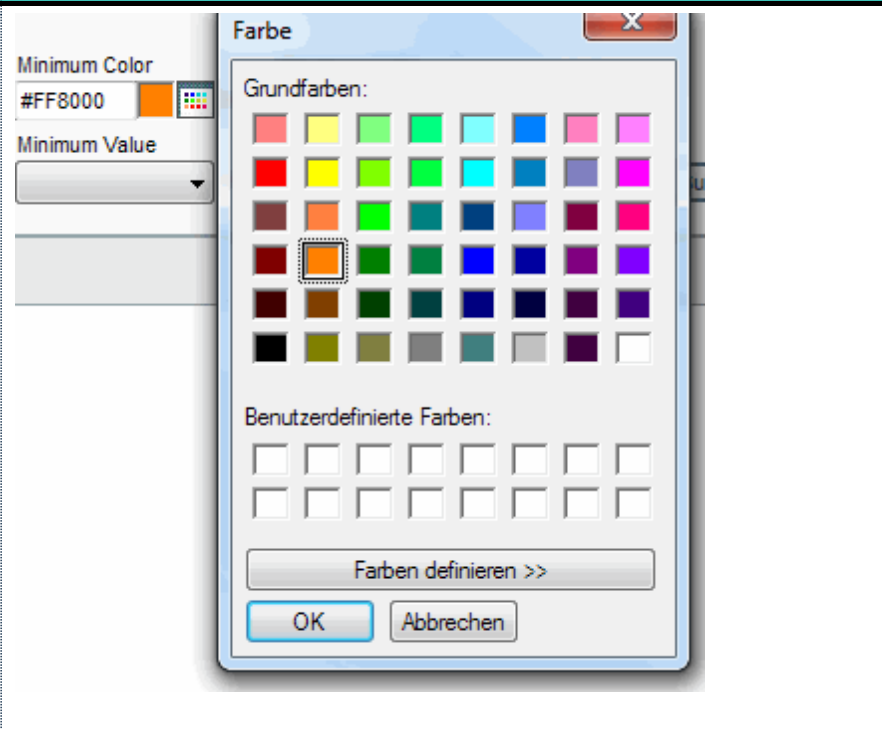 Farbe
Minimum Color
#FF8000
Minimum Value
Grundfarben:
Benutzerdefinierte Farben:
Farben definieren >>
OK
Abbrechen